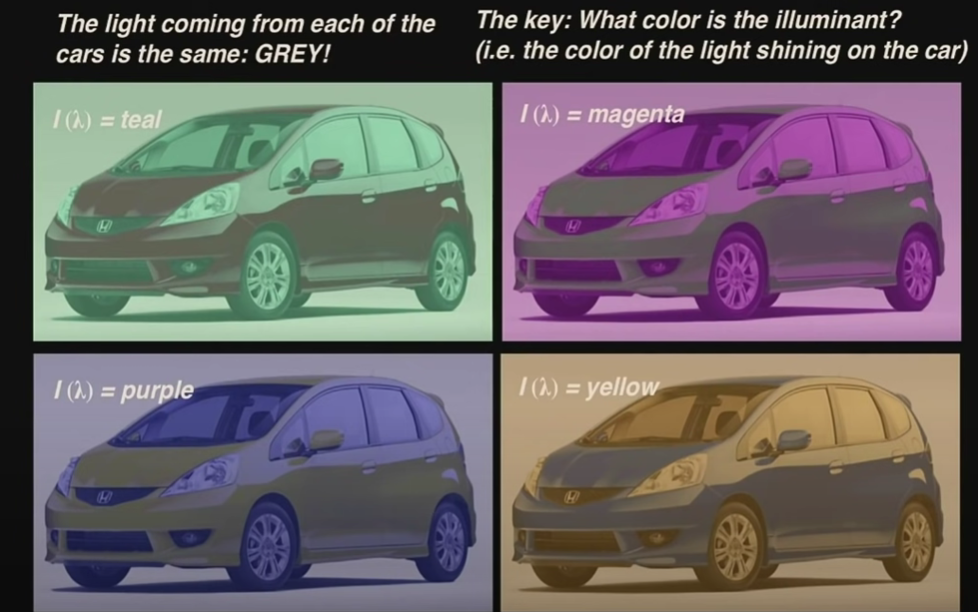 The light coming from each of the
cars is the same: GREY!
The key: What color is the illuminant?
(i.e. the color of the light shining on the car)
I (λ) = teal
I (λ) = magenta
I (λ) = purple
I (λ) = yellow